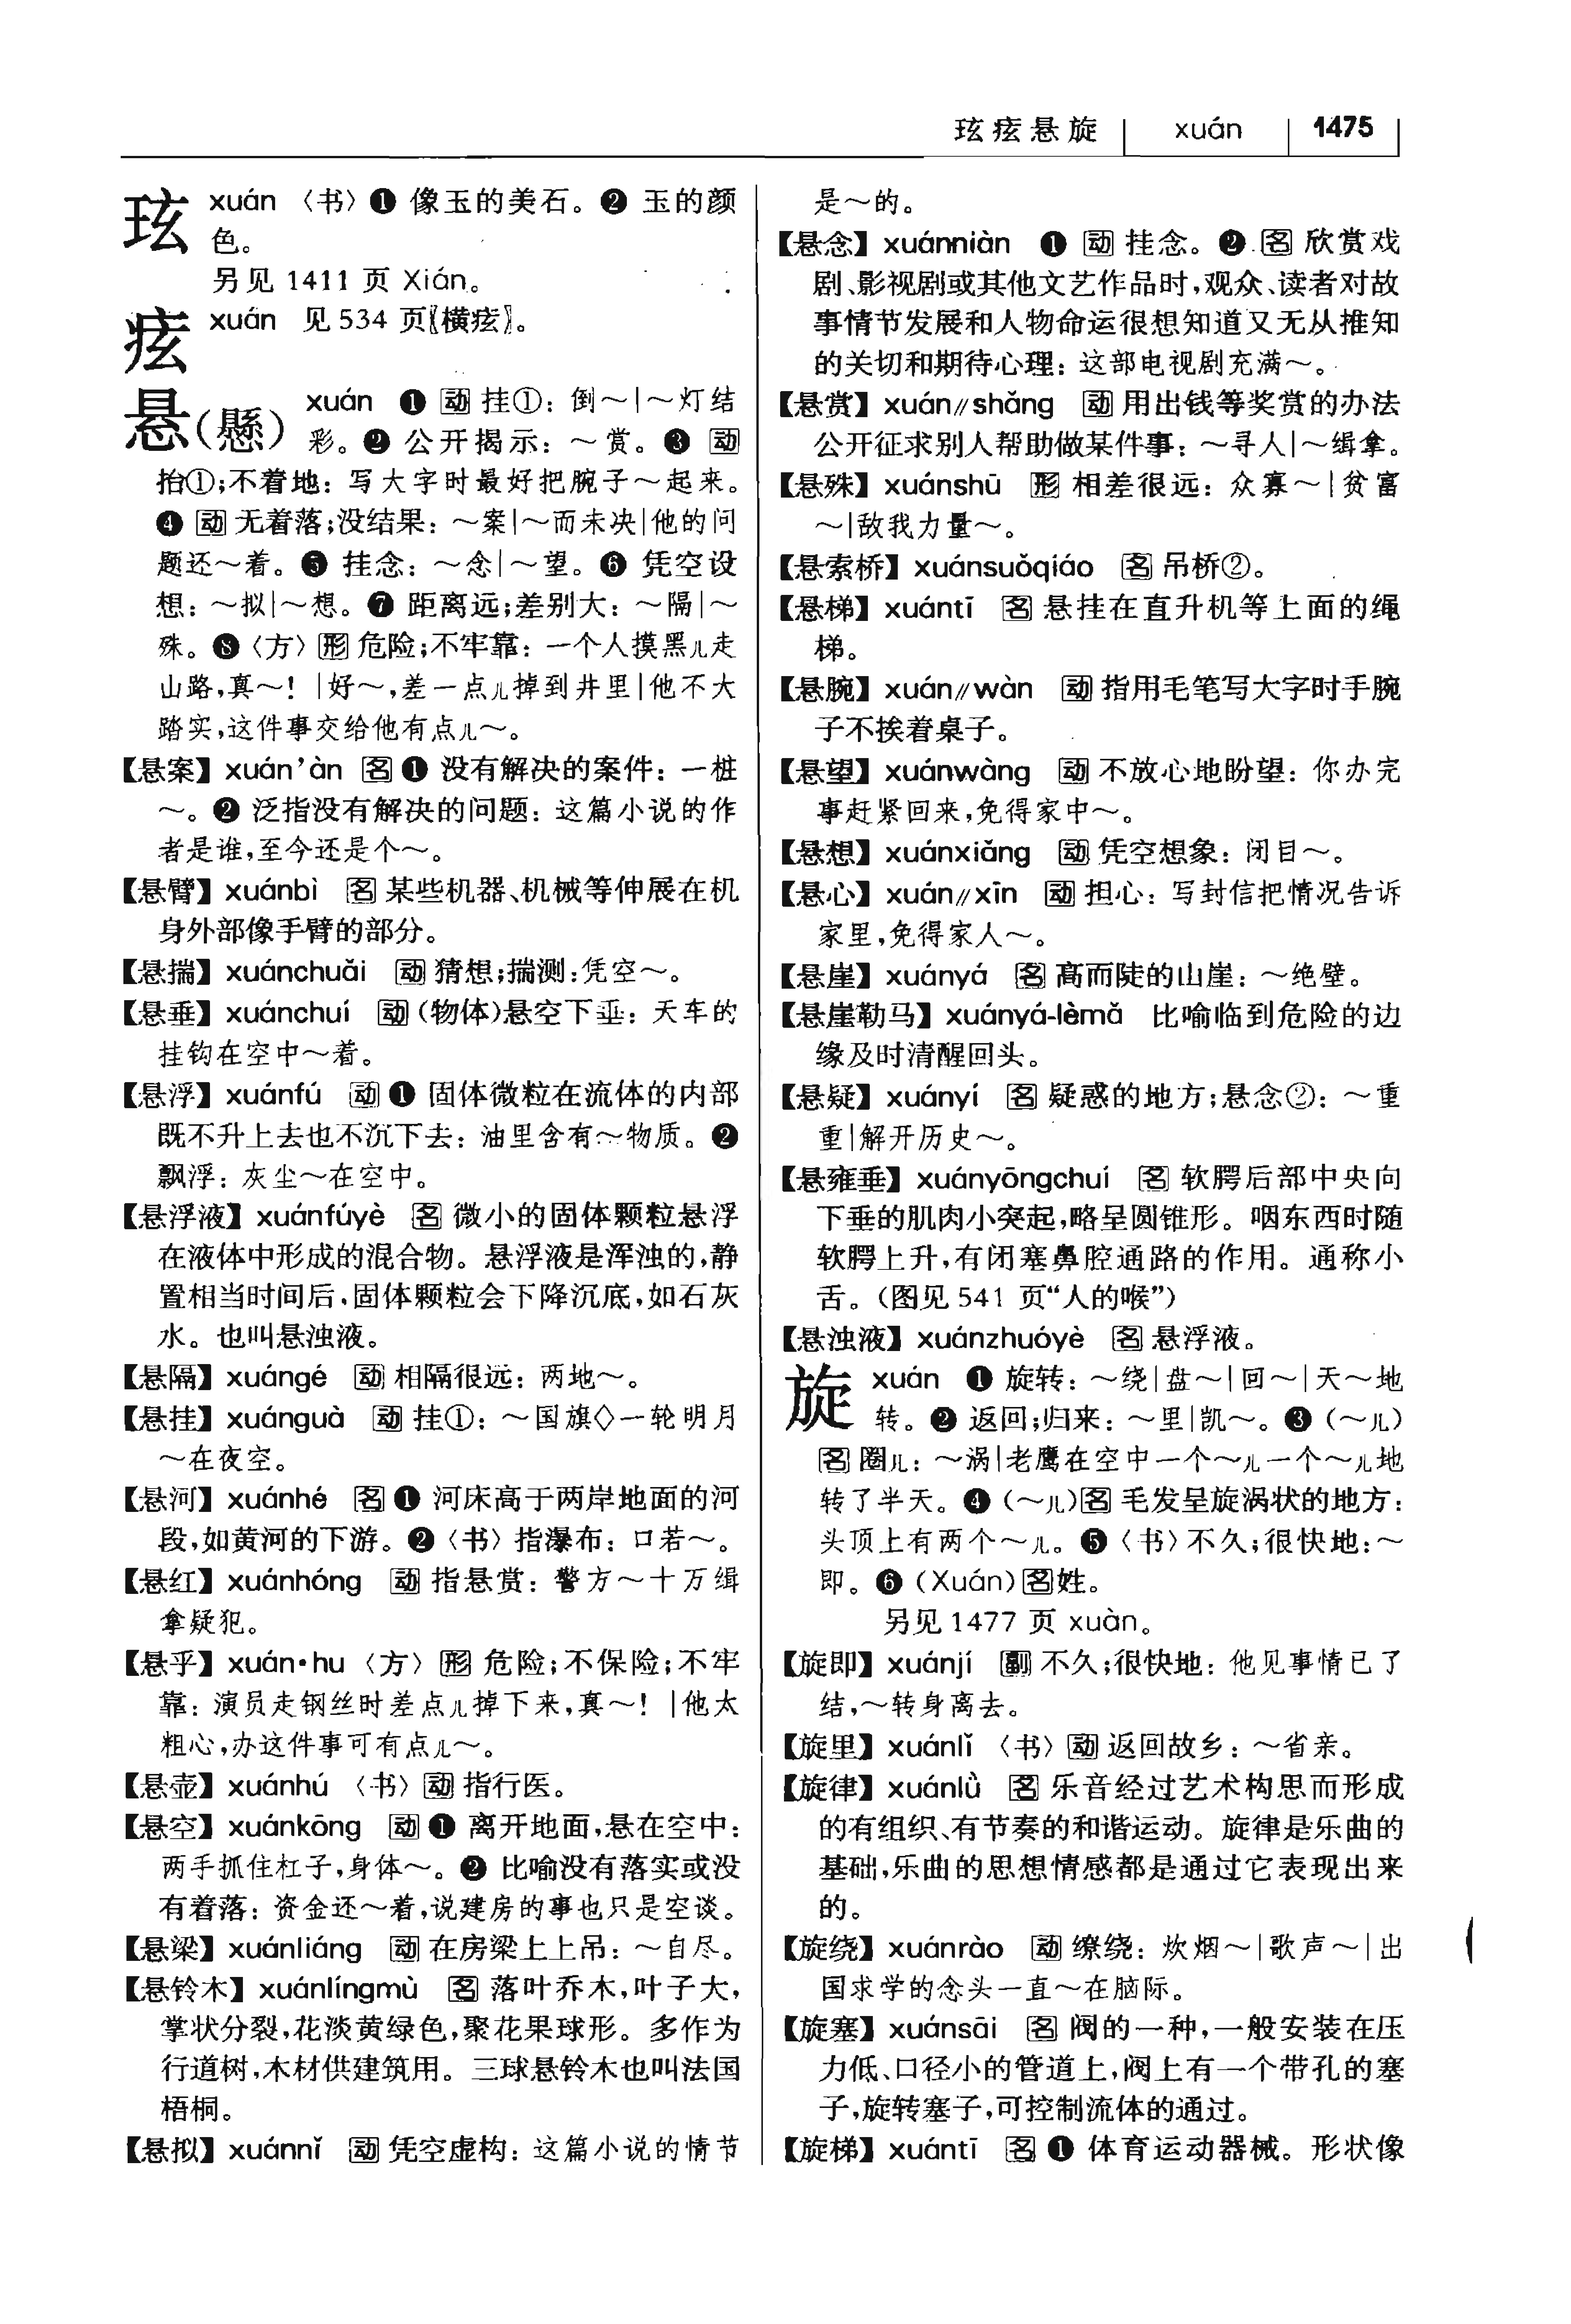 玹痃悬旋 | xuán | 1475
玹 xuán 〈书〉❶ 像玉的美石。❷ 玉的颜
色。
另见 1411 页 Xián。
痃 xuán 见 534 页〖横痃〗。
悬(懸) xuán ❶ 动 挂①：倒～|～灯结
彩。❷ 公开揭示：～赏。❸ 动
抬①;不着地：写大字时最好把腕子～起来。
❹ 动 无着落;没结果：～案|～而未决|他的问
题还～着。❺ 挂念：～念|～望。❻ 凭空设
想：～拟|～想。❼ 距离远;差别大：～隔|～
殊。❽〈方〉形 危险;不牢靠：一个人摸黑儿走
山路,真～！|好～,差一点儿掉到井里|他不大
踏实,这件事交给他有点儿～。
【悬案】xuán’àn 名 ❶ 没有解决的案件：一桩
～。❷ 泛指没有解决的问题：这篇小说的作
者是谁,至今还是个～。
【悬臂】xuánbì 名 某些机器、机械等伸展在机
身外部像手臂的部分。
【悬揣】xuánchuǎi 动 猜想;揣测:凭空～。
【悬垂】xuánchuí 动 (物体)悬空下垂：天车的
挂钩在空中～着。
【悬浮】xuánfú 动 ❶ 固体微粒在流体的内部
既不升上去也不沉下去：油里含有～物质。❷
飘浮：灰尘～在空中。
【悬浮液】xuánfúyè 名 微小的固体颗粒悬浮
在液体中形成的混合物。悬浮液是浑浊的,静
置相当时间后,固体颗粒会下降沉底,如石灰
水。也叫悬浊液。
【悬隔】xuángé 动 相隔很远：两地～。
【悬挂】xuánguà 动 挂①：～国旗◇一轮明月
～在夜空。
【悬河】xuánhé 名 ❶ 河床高于两岸地面的河
段,如黄河的下游。❷〈书〉指瀑布：口若～。
【悬红】xuánhóng 动 指悬赏：警方～十万缉
拿疑犯。
【悬乎】xuán•hu 〈方〉形 危险;不保险;不牢
靠：演员走钢丝时差点儿掉下来,真～！|他太
粗心,办这件事可有点儿～。
【悬壶】xuánhú 〈书〉动 指行医。
【悬空】xuánkōng 动 ❶ 离开地面,悬在空中：
两手抓住杠子,身体～。❷ 比喻没有落实或没
有着落：资金还～着,说建房的事也只是空谈。
【悬梁】xuánliáng 动 在房梁上上吊：～自尽。
【悬铃木】xuánlíngmù 名 落叶乔木,叶子大,
掌状分裂,花淡黄绿色,聚花果球形。多作为
行道树,木材供建筑用。三球悬铃木也叫法国
梧桐。
【悬拟】xuánnǐ 动 凭空虚构：这篇小说的情节
是～的。
【悬念】xuánniàn ❶ 动 挂念。❷ 名 欣赏戏
剧、影视剧或其他文艺作品时,观众、读者对故
事情节发展和人物命运很想知道又无从推知
的关切和期待心理：这部电视剧充满～。
【悬赏】xuán∥shǎng 动 用出钱等奖赏的办法
公开征求别人帮助做某件事：～寻人|～缉拿。
【悬殊】xuánshū 形 相差很远：众寡～|贫富
～|敌我力量～。
【悬索桥】xuánsuǒqiáo 名 吊桥②。
【悬梯】xuántī 名 悬挂在直升机等上面的绳
梯。
【悬腕】xuán∥wàn 动 指用毛笔写大字时手腕
子不挨着桌子。
【悬望】xuánwàng 动 不放心地盼望：你办完
事赶紧回来,免得家中～。
【悬想】xuánxiǎng 动 凭空想象：闭目～。
【悬心】xuán∥xīn 动 担心：写封信把情况告诉
家里,免得家人～。
【悬崖】xuányá 名 高而陡的山崖：～绝壁。
【悬崖勒马】xuányá-lèmǎ 比喻临到危险的边
缘及时清醒回头。
【悬疑】xuányí 名 疑惑的地方;悬念②：～重
重|解开历史～。
【悬雍垂】xuányōngchuí 名 软腭后部中央向
下垂的肌肉小突起,略呈圆锥形。咽东西时随
软腭上升,有闭塞鼻腔通路的作用。通称小
舌。(图见 541 页“人的喉”)
【悬浊液】xuánzhuóyè 名 悬浮液。
旋 xuán ❶ 旋转：～绕|盘～|回～|天～地
转。❷ 返回;归来：～里|凯～。❸ (～儿)
名 圈儿：～涡|老鹰在空中一个～儿一个～儿地
转了半天。❹ (～儿)名 毛发呈旋涡状的地方：
头顶上有两个～儿。❺〈书〉不久;很快地:～
即。❻ (Xuán)名姓。
另见 1477 页 xuàn。
【旋即】xuánjí 副 不久;很快地：他见事情已了
结,～转身离去。
【旋里】xuánlǐ 〈书〉动 返回故乡：～省亲。
【旋律】xuánlǜ 名 乐音经过艺术构思而形成
的有组织、有节奏的和谐运动。旋律是乐曲的
基础,乐曲的思想情感都是通过它表现出来
的。
【旋绕】xuánrào 动 缭绕：炊烟～|歌声～|出
国求学的念头一直～在脑际。
【旋塞】xuánsāi 名 阀的一种,一般安装在压
力低、口径小的管道上,阀上有一个带孔的塞
子,旋转塞子,可控制流体的通过。
【旋梯】xuántī 名 ❶ 体育运动器械。形状像